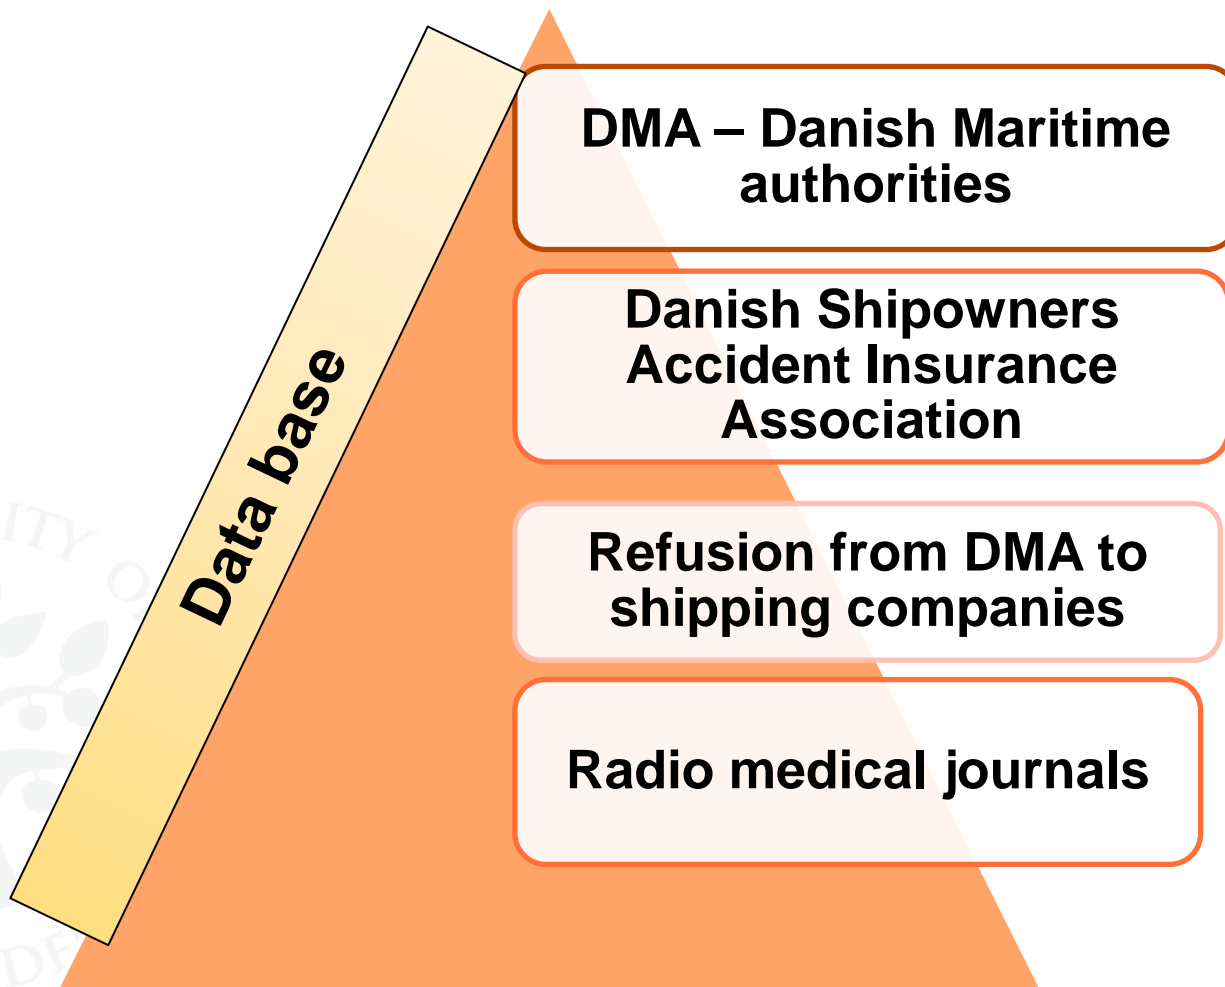 DMA – Danish Maritime
authorities
Danish Shipowners
Accident Insurance
Association
Data base
Refusion from DMA to
shipping companies
Radio medical journals
ITY